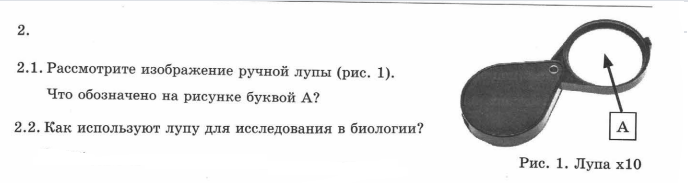 2.
2.1. Рассмотрите изображение ручной лупы (рис. 1).
Что обозначено на рисунке буквой А?
2.2. Как используют лупу для исследования в биологии?
А
Рис. 1. Лупа х10